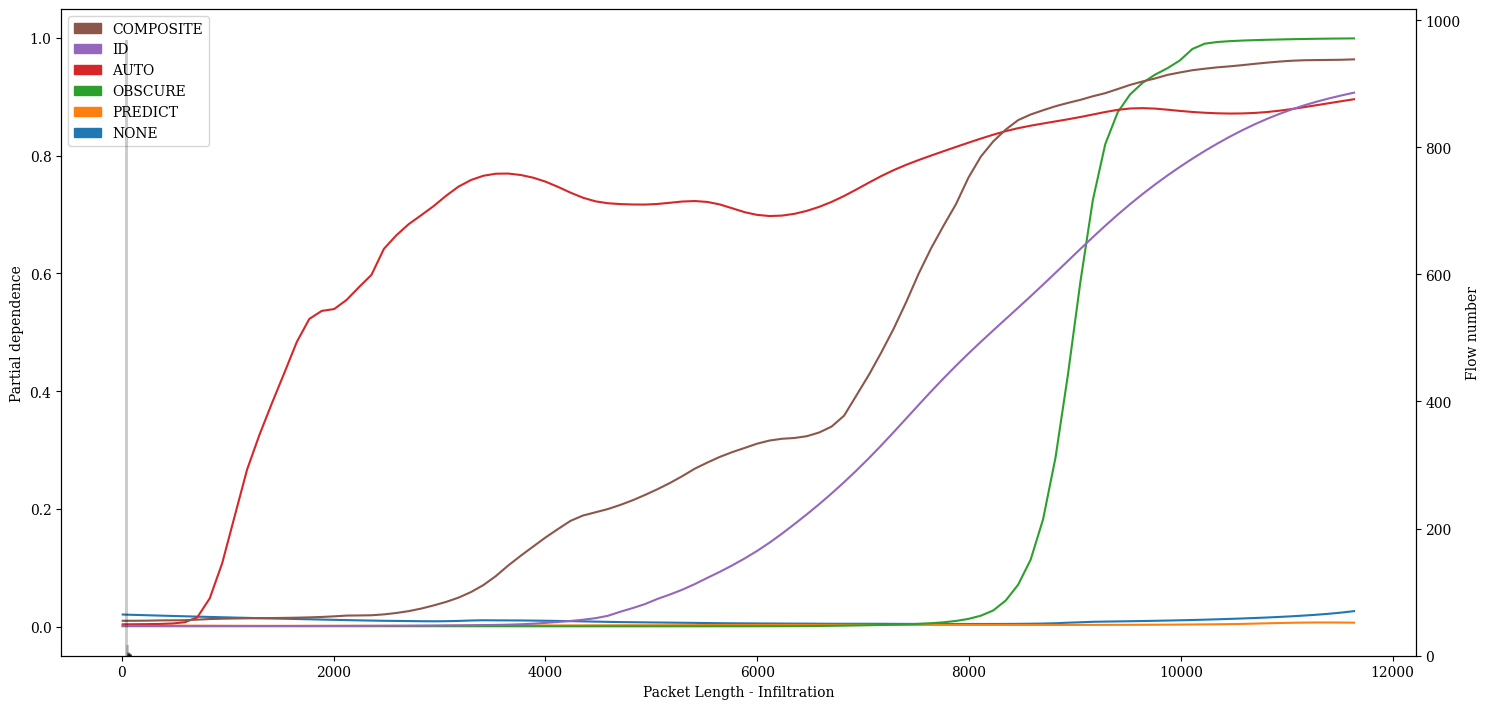 COMPOSITE
ID
AUTO
OBSCURE
PREDICT
NONE
Partial dependence
1.0
0.8
0.6
0.4
0.2
0.0
1000
800
600
400
200
0
Flow number
0 2000 4000 6000 8000 10000 12000
Packet Length - Infiltration